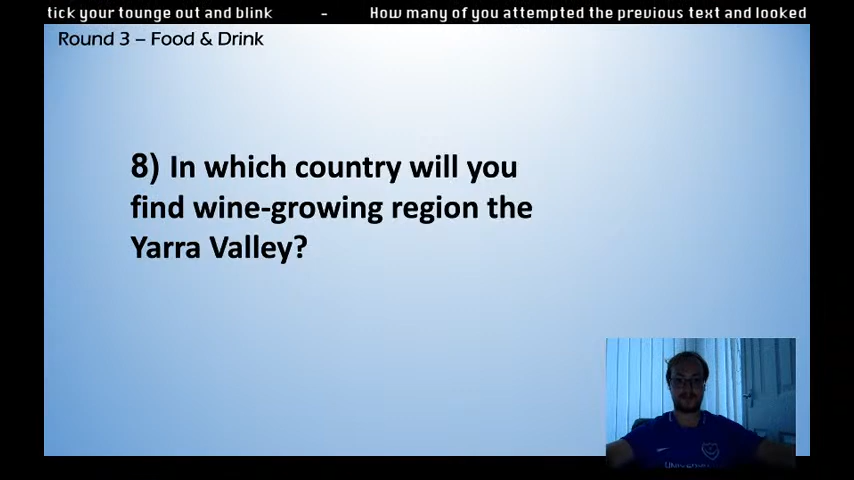 tick your tounge out and blink - How many of you attempted the previous text and looked
Round 3 – Food & Drink
8) In which country will you
find wine-growing region the
Yarra Valley?